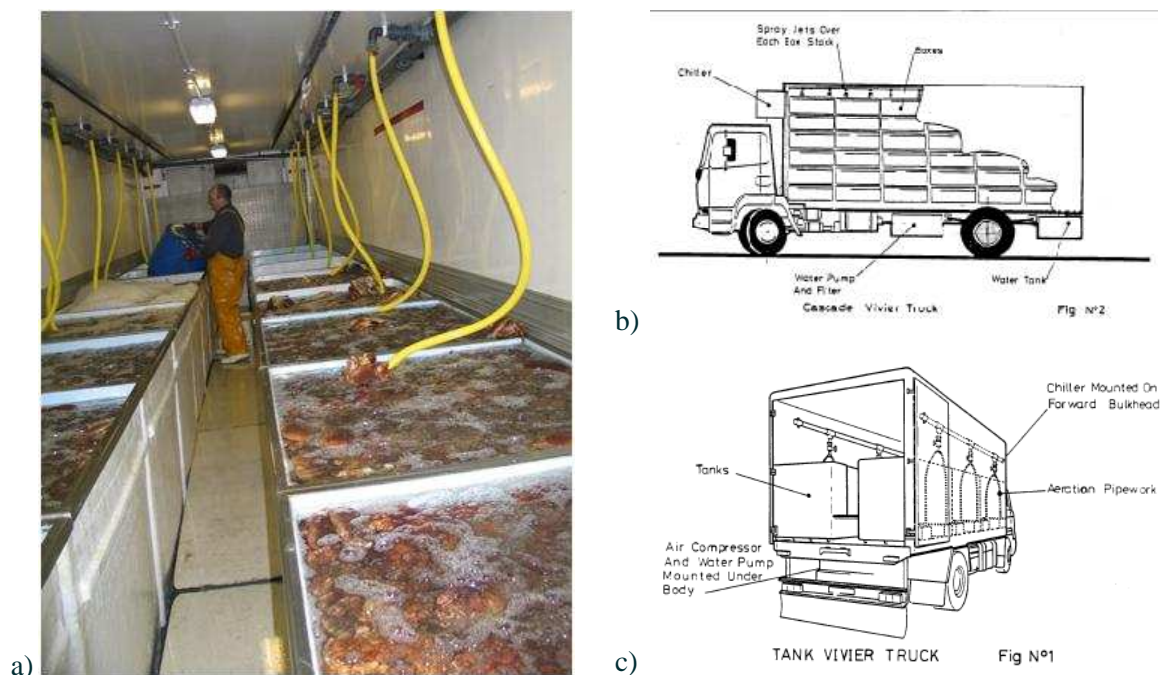 a)
Spray Jets Over
Each Box Stack
Boxes
Chiller
Water Pump
And Filter
Water Tank
Cascade Vivier Truck
Fig Nº2
b)
Chiller Mounted On
Forward Bulkhead
Tanks
Aeration Pipework
Air Compressor
And Water Pump
Mounted Under
Body
TANK VIVIER TRUCK
Fig Nº1
c)